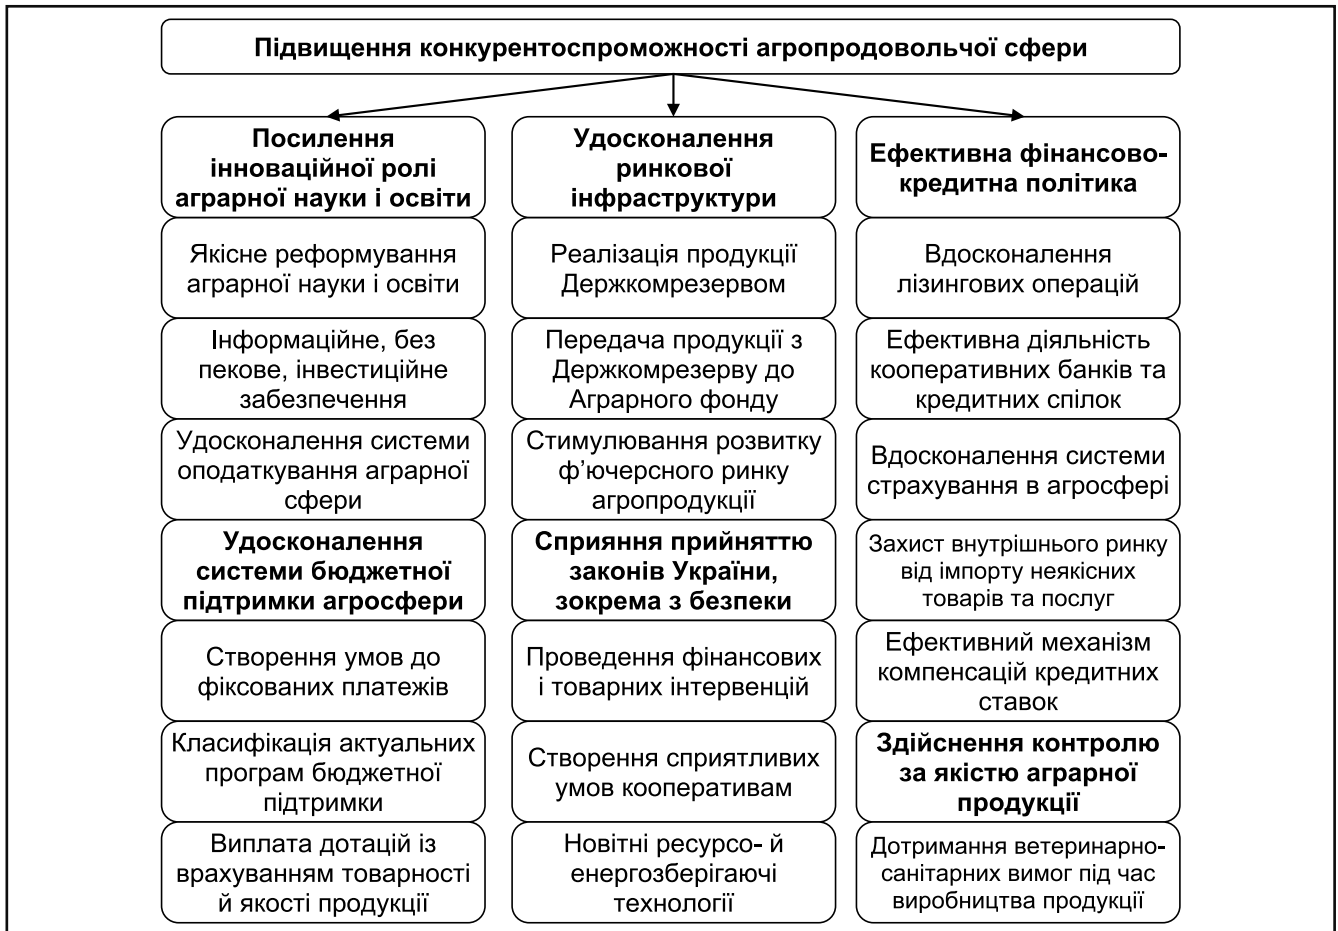 Підвищення конкурентоспроможності агропродовольчої сфери
Посилення
інноваційної ролі
аграрної науки і освіти
Якісне реформування
аграрної науки і освіти
Інформаційне, без
пекове, інвестиційне
забезпечення
Удосконалення системи
оподаткування аграрної
сфери
Удосконалення
системи бюджетної
підтримки агросфери
Створення умов до
фіксованих платежів
Класифікація актуальних
програм бюджетної
підтримки
Виплата дотацій із
врахуванням товарності
й якості продукції
Удосконалення
ринкової
інфраструктури
Реалізація продукції
Держкомрезервом
Передача продукції з
Держкомрезерву до
Аграрного фонду
Стимулювання розвитку
ф’ючерсного ринку
агропродукції
Сприяння прийняттю
законів України,
зокрема з безпеки
Проведення фінансових
і товарних інтервенцій
Створення сприятливих
умов кооперативам
Новітні ресурсо- й
енергозберігаючі
технології
Ефективна фінансово-
кредитна політика
Вдосконалення
лізингових операцій
Ефективна діяльність
кооперативних банків та
кредитних спілок
Вдосконалення системи
страхування в агросфері
Захист внутрішнього ринку
від імпорту неякісних
товарів та послуг
Ефективний механізм
компенсацій кредитних
ставок
Здійснення контролю
за якістю аграрної
продукції
Дотримання ветеринарно-
санітарних вимог під час
виробництва продукції